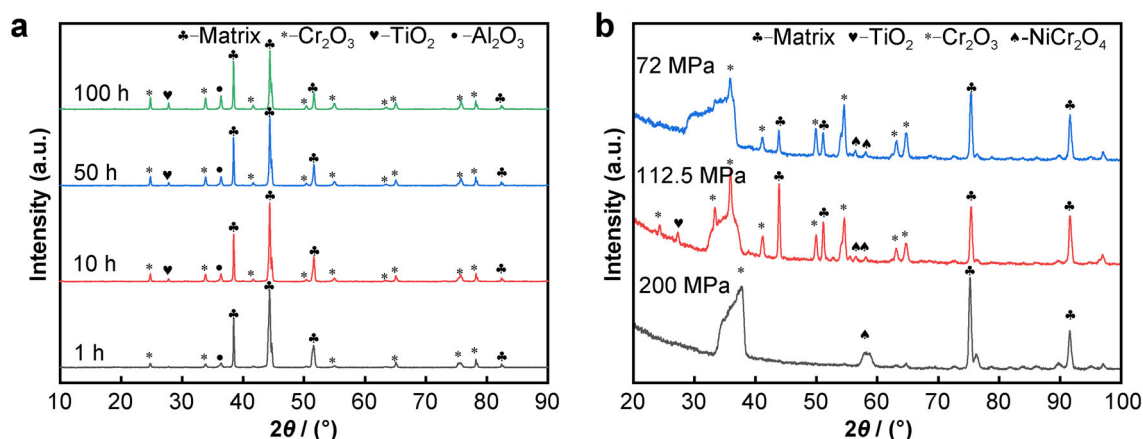 a
♣–Matrix *–Cr₂O₃ ♥–TiO₂ •–Al₂O₃
100 h
50 h
10 h
1 h
Intensity (a.u.)
10 20 30 40 50 60 70 80 90
2θ / (°)
b
♣–Matrix ♥–TiO₂ *–Cr₂O₃ ♠-NiCr₂O₄
72 MPa
112.5 MPa
200 MPa
Intensity (a.u.)
20 30 40 50 60 70 80 90 100
2θ / (°)